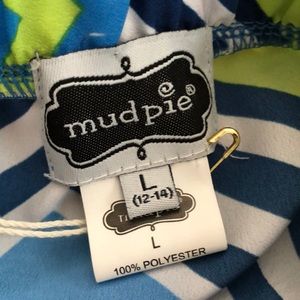 mudpie®
L
(12-14)
L
100% POLYESTER